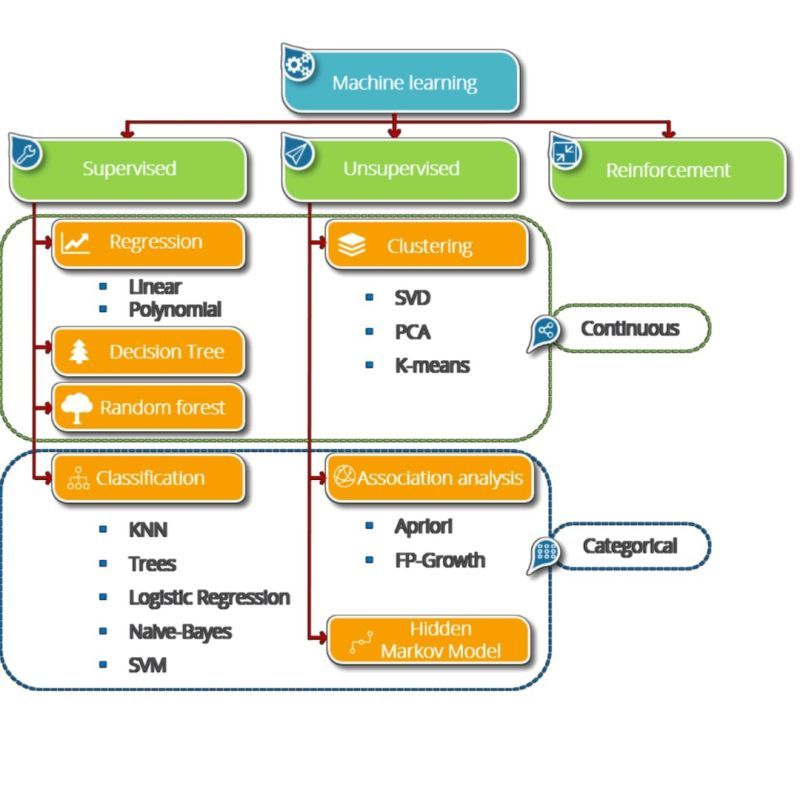 Machine learning
Supervised
Unsupervised
Reinforcement
Regression
Linear
Polynomial
Decision Tree
Random forest
Clustering
SVD
PCA
K-means
Continuous
Classification
KNN
Trees
Logistic Regression
Naive-Bayes
SVM
Association analysis
Apriori
FP-Growth
Hidden
Markov Model
Categorical